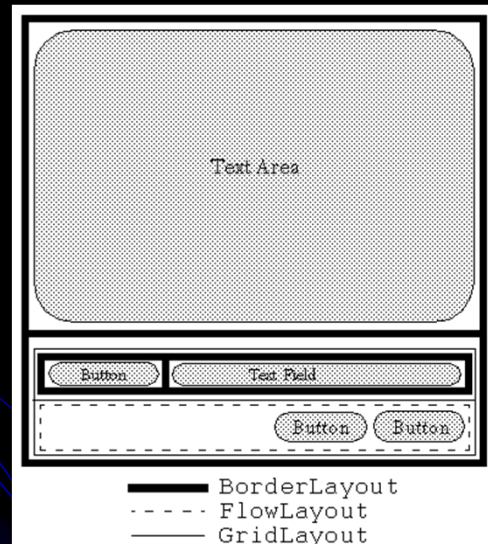 Text Area
Button Text Field
Button Button
BorderLayout
FlowLayout
GridLayout